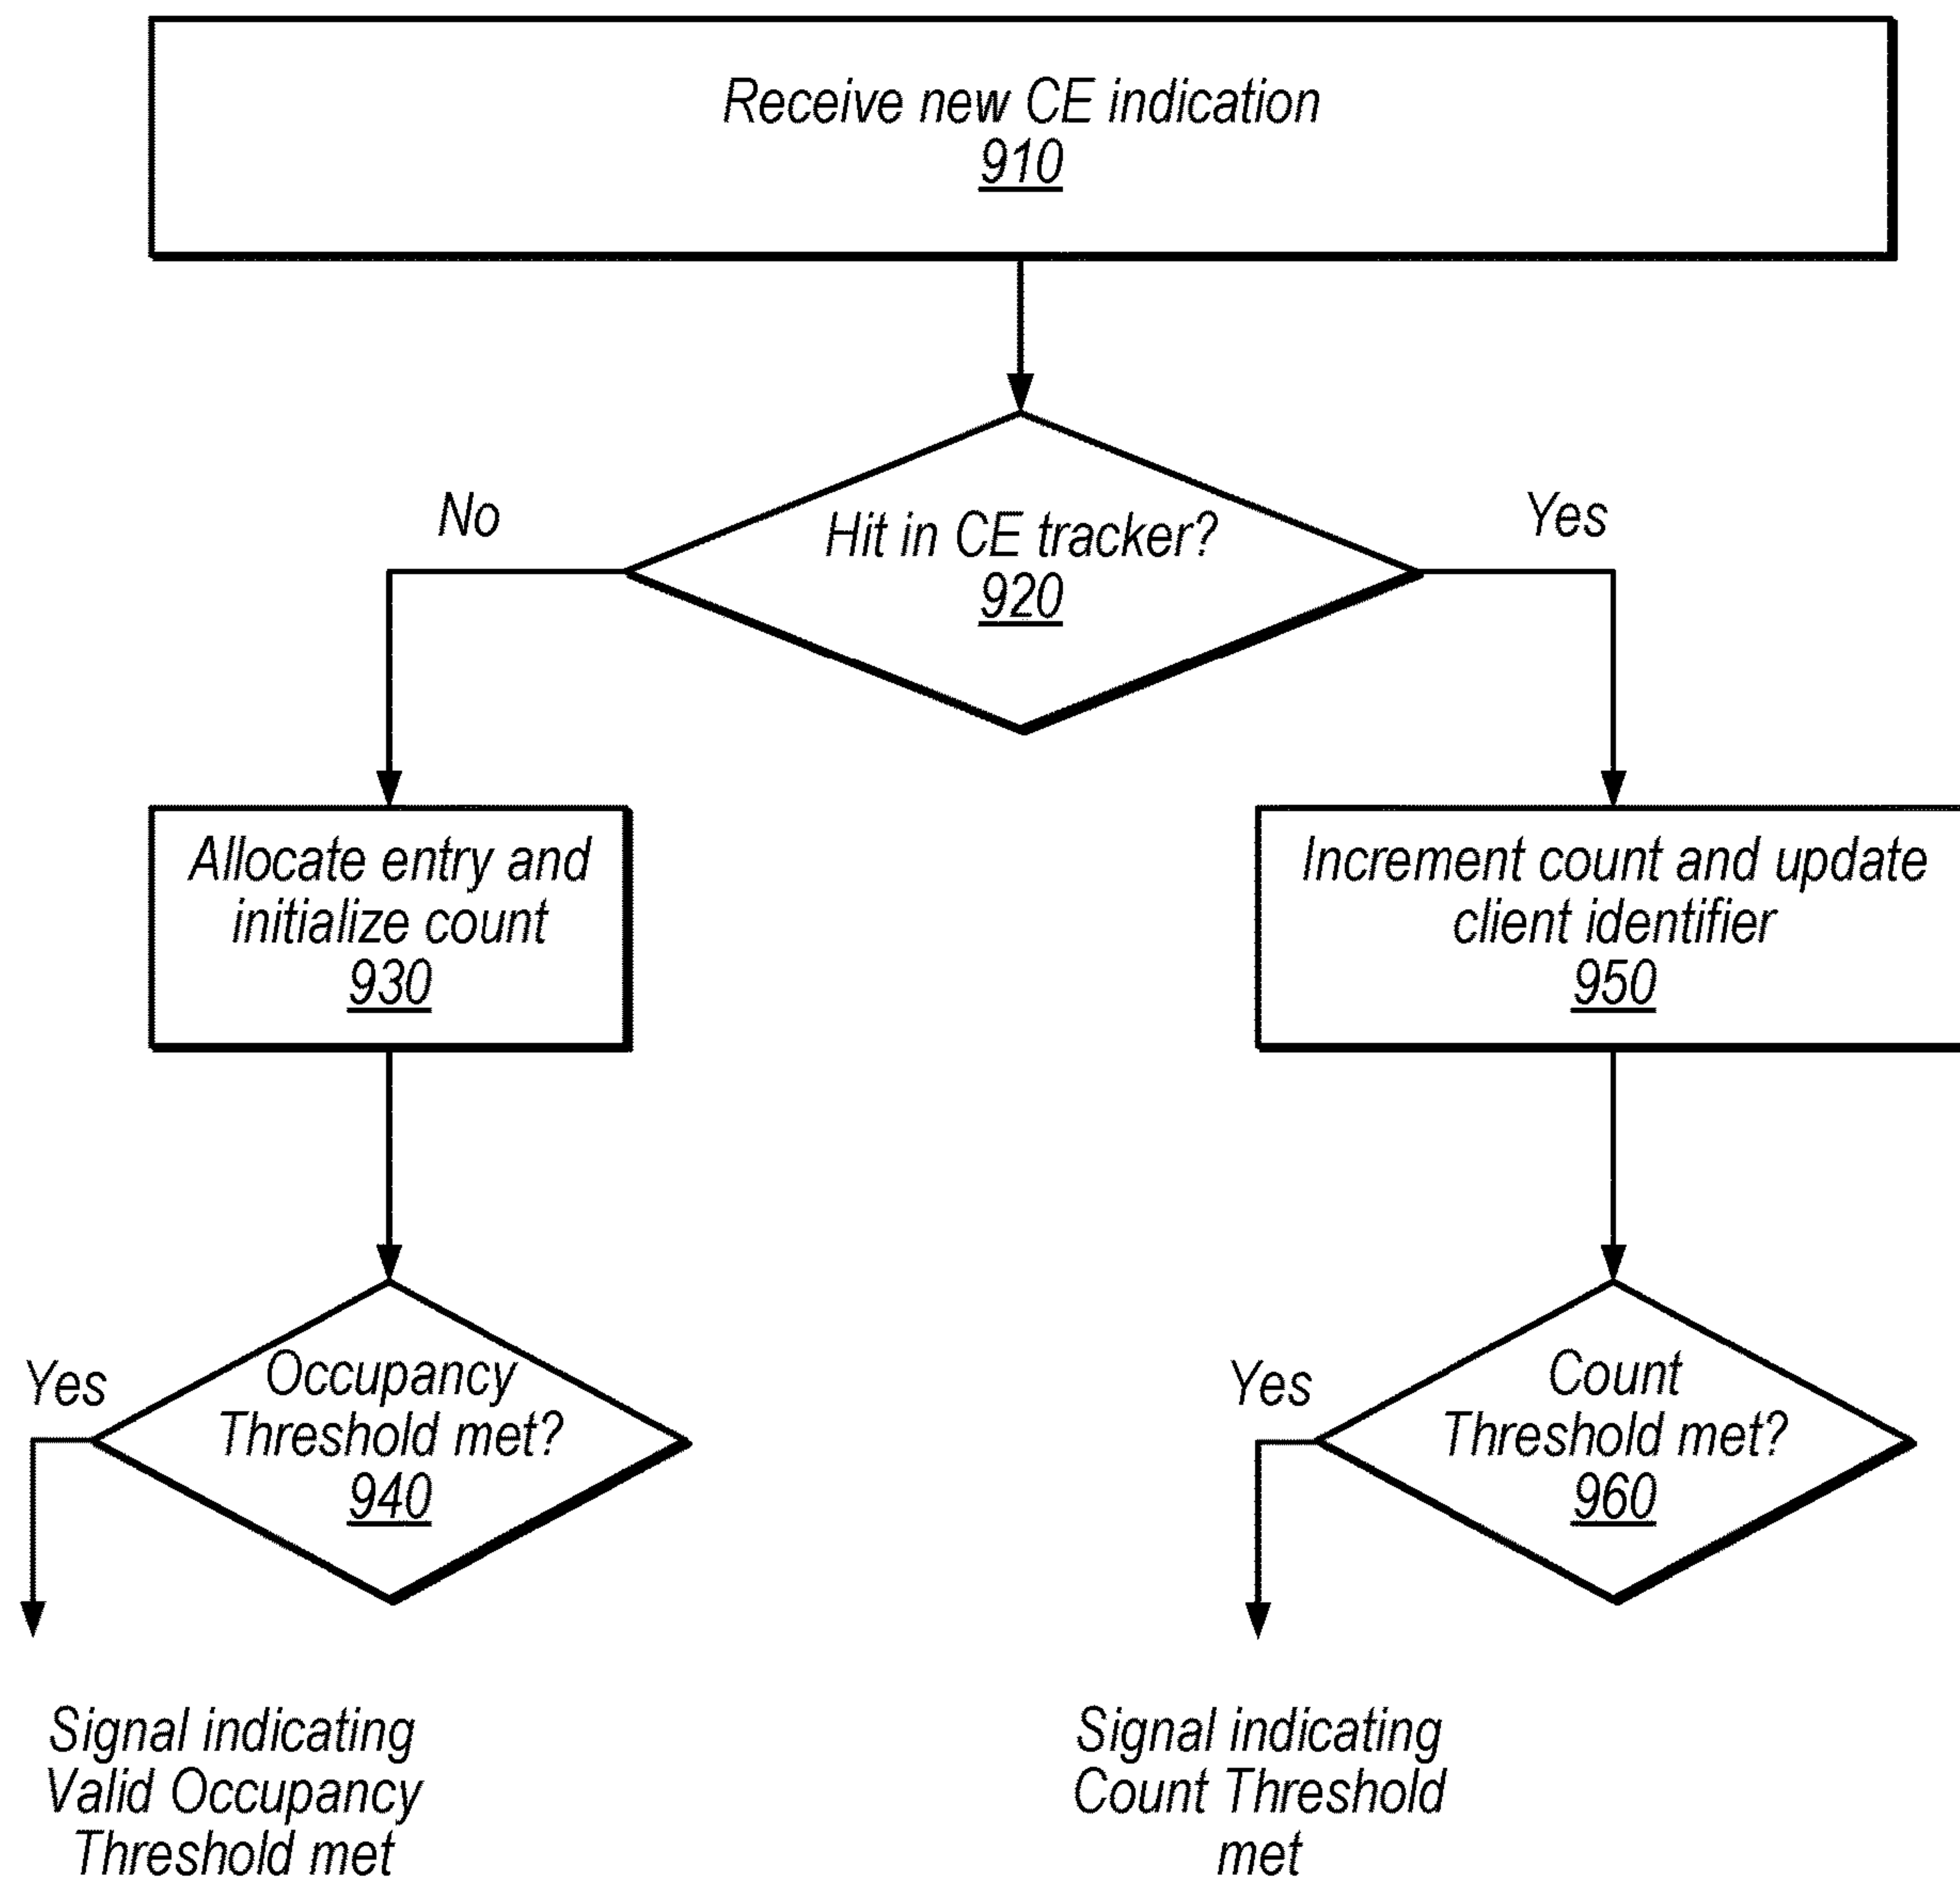 Receive new CE indication
910
No
Hit in CE tracker?
920
Yes
Allocate entry and
initialize count
930
Increment count and update
client identifier
950
Yes
Occupancy
Threshold met?
940
Yes
Count
Threshold met?
960
Signal indicating
Valid Occupancy
Threshold met
Signal indicating
Count Threshold
met